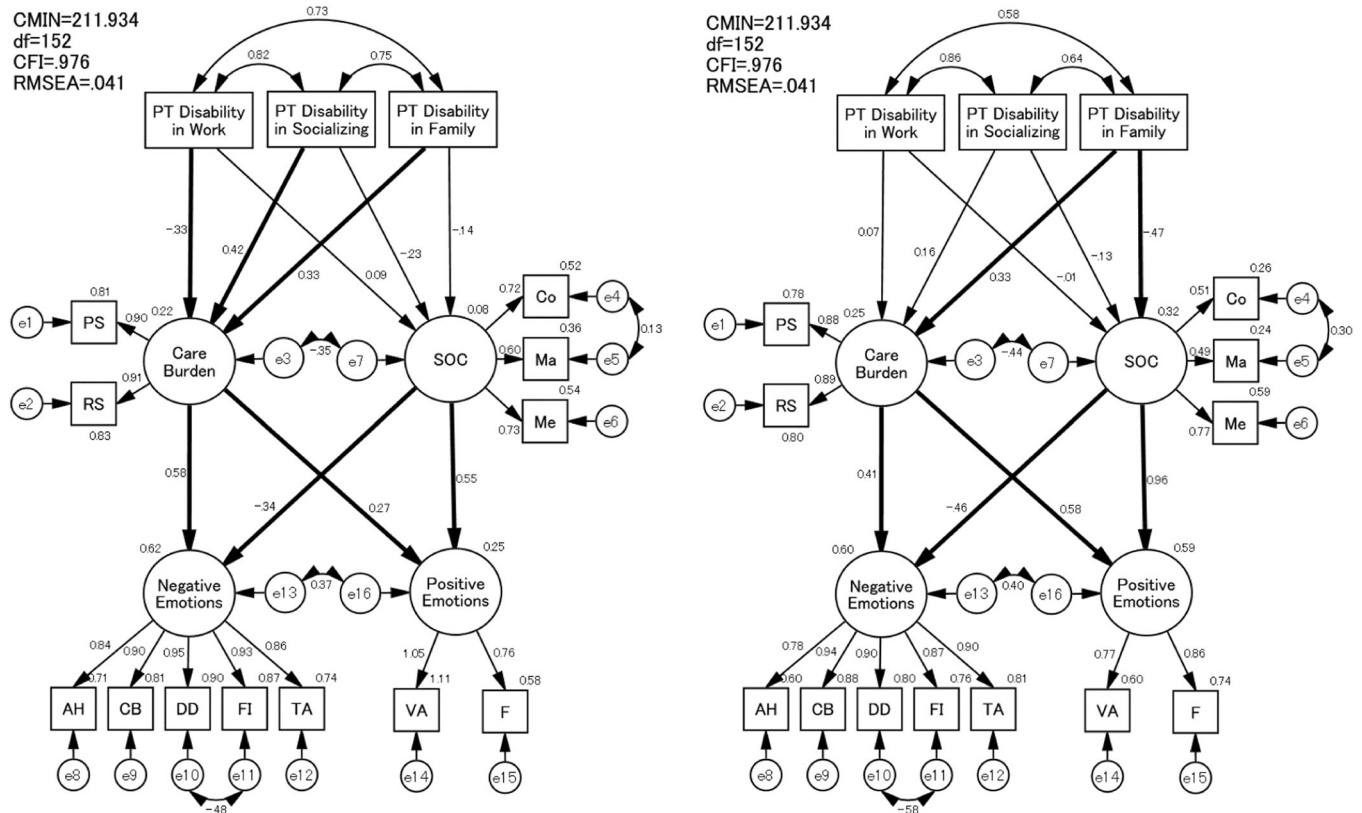 CMIN=211.934
df=152
CFI=.976
RMSEA=.041
0.73
0.82
0.75
PT Disability
in Work
PT Disability
in Socializing
PT Disability
in Family
-.33
0.42
0.33
0.09
-.23
-.14
0.81
0.90
0.22
e1
PS
Care
Burden
e2
RS
0.91
0.83
e3
-.35
e7
0.08
SOC
0.72
0.52
Co
e4
0.13
0.36
0.60
Ma
e5
0.54
0.73
Me
e6
0.58
-.34
0.27
0.55
0.62
Negative
Emotions
e13
0.37
e16
0.25
Positive
Emotions
0.84
0.90
0.95
0.93
0.86
1.05
0.76
0.71
0.81
0.90
0.87
0.74
1.11
0.58
AH
CB
DD
FI
TA
VA
F
e8
e9
e10
e11
e12
e14
e15
-.48
CMIN=211.934
df=152
CFI=.976
RMSEA=.041
0.58
0.86
0.64
PT Disability
in Work
PT Disability
in Socializing
PT Disability
in Family
0.07
0.16
0.33
-.01
-.13
-.47
0.78
0.88
0.25
e1
PS
Care
Burden
e2
RS
0.89
0.80
e3
-.44
e7
0.32
SOC
0.51
0.26
Co
e4
0.30
0.24
0.49
Ma
e5
0.59
0.77
Me
e6
0.41
-.46
0.58
0.96
0.60
Negative
Emotions
e13
0.40
e16
0.59
Positive
Emotions
0.78
0.94
0.90
0.87
0.90
0.77
0.86
0.60
0.88
0.80
0.76
0.81
0.60
0.74
AH
CB
DD
FI
TA
VA
F
e8
e9
e10
e11
e12
e14
e15
-.58